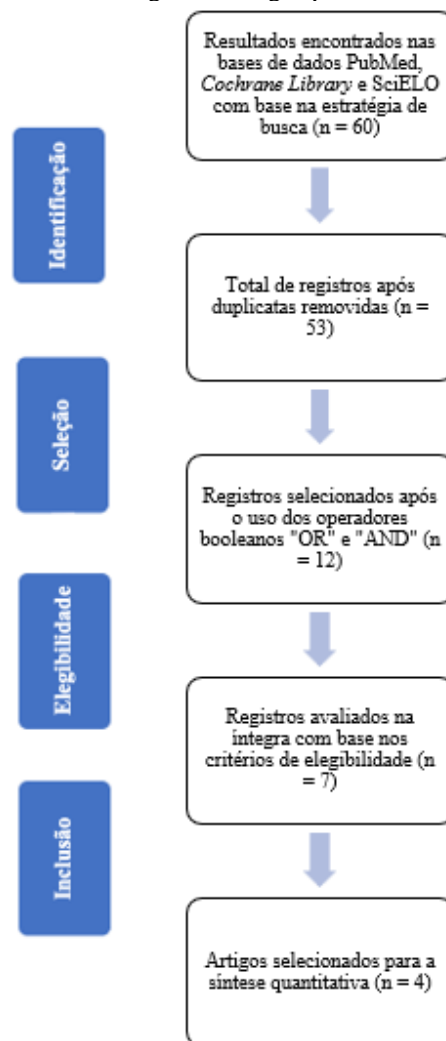 Resultados encontrados nas
bases de dados PubMed,
Cochrane Library e SciELO
com base na estratégia de
busca (n = 60)
Identificação
Total de registros após
duplicatas removidas (n =
53)
Seleção
Registros selecionados após
o uso dos operadores
booleanos "OR" e "AND" (n
= 12)
Elegibilidade
Registros avaliados na
íntegra com base nos
critérios de elegibilidade (n
= 7)
Inclusão
Artigos selecionados para a
síntese quantitativa (n = 4)